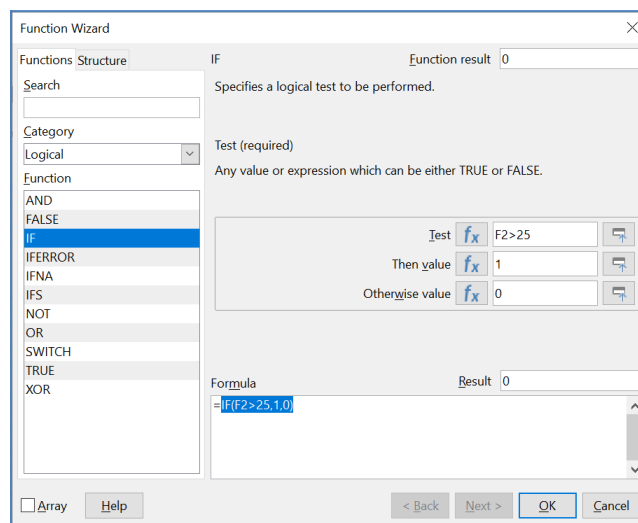 Function Wizard
Functions Structure
IF
Function result 0
Search
Specifies a logical test to be performed.
Category
Logical
Test (required)
Function
Any value or expression which can be either TRUE or FALSE.
AND
FALSE
IF
IFERROR
IFNA
IFS
NOT
OR
SWITCH
TRUE
XOR
Test fx F2>25
Then value fx 1
Otherwise value fx 0
Formula
Result 0
=IF(F2>25,1,0)
Array Help < Back Next > OK Cancel